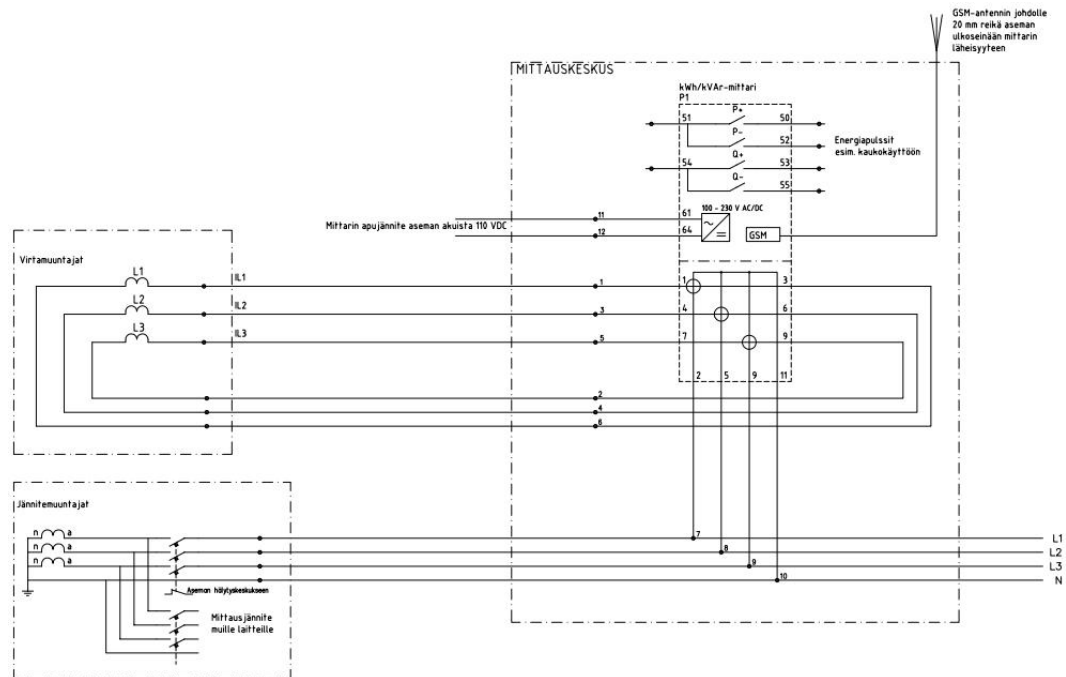 GSM-antennin johdolle
20 mm reikä aseman
ulkoseinään mittarin
läheisyyteen
MITTAUSKESKUS
kWh/kVAr-mittari
P1
P+
51 50
P-
52
Q+
54 53
Q-
55
Energiapulssit
esim. kaukokäyttöön
100 - 230 V AC/DC
Mittarin apujännite aseman akuista 110 VDC
11 61
12 64
GSM
Virtamuuntajat
L1 IL1 1 1 3
L2 IL2 3 4 6
L3 IL3 5 7 9
2 5 9 11
2
4
6
Jännitemuuntajat
n a
n a
n a
7 L1
8 L2
9 L3
10 N
Aseman hälytyskeskukseen
Mittausjännite
muille laitteille